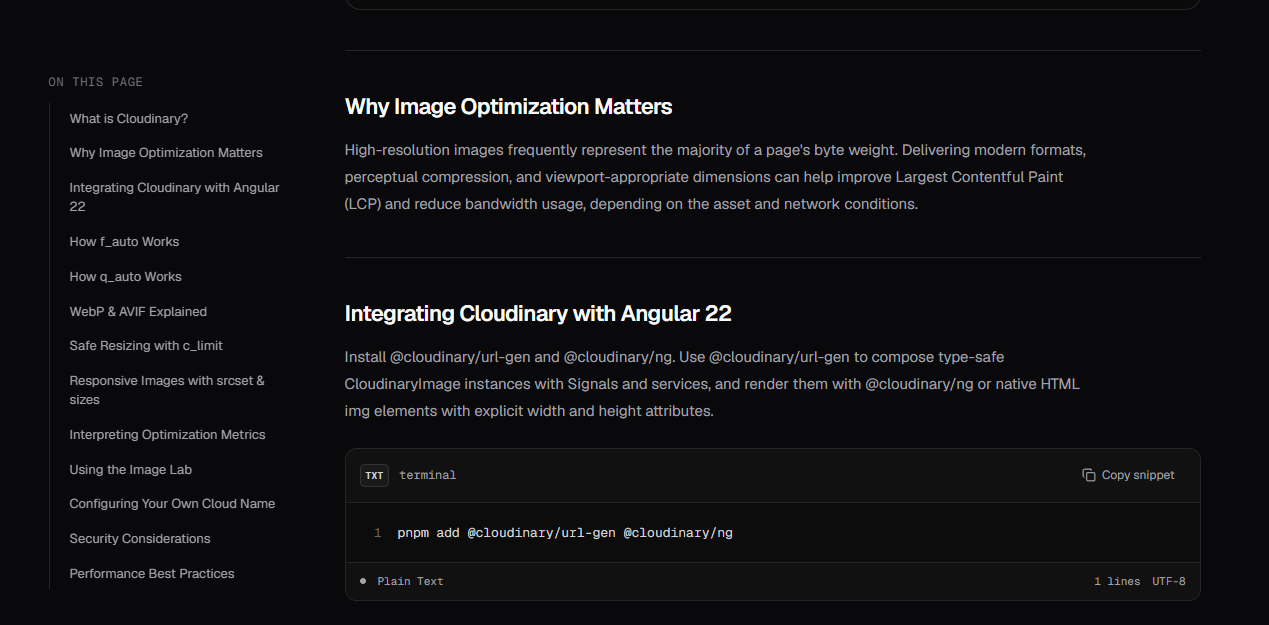 ON THIS PAGE
What is Cloudinary?
Why Image Optimization Matters
Integrating Cloudinary with Angular
22
How f_auto Works
How q_auto Works
WebP & AVIF Explained
Safe Resizing with c_limit
Responsive Images with srcset &
sizes
Interpreting Optimization Metrics
Using the Image Lab
Configuring Your Own Cloud Name
Security Considerations
Performance Best Practices
Why Image Optimization Matters
High-resolution images frequently represent the majority of a page's byte weight. Delivering modern formats,
perceptual compression, and viewport-appropriate dimensions can help improve Largest Contentful Paint
(LCP) and reduce bandwidth usage, depending on the asset and network conditions.
Integrating Cloudinary with Angular 22
Install @cloudinary/url-gen and @cloudinary/ng. Use @cloudinary/url-gen to compose type-safe
CloudinaryImage instances with Signals and services, and render them with @cloudinary/ng or native HTML
img elements with explicit width and height attributes.
TXT terminal Copy snippet
1 pnpm add @cloudinary/url-gen @cloudinary/ng
Plain Text 1 lines UTF-8